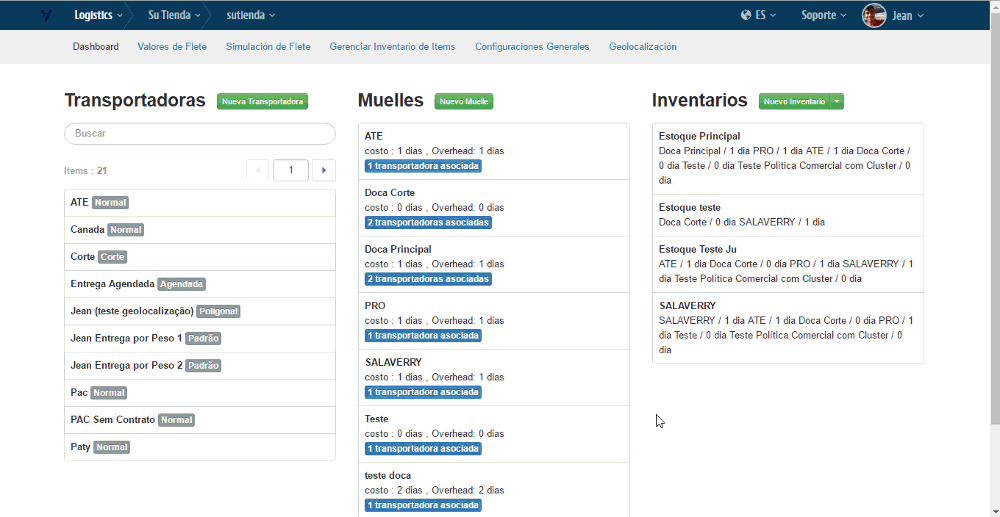 Logistics
Su Tienda
sutienda
ES
Soporte
Jean
Dashboard
Valores de Flete
Simulación de Flete
Gerenciar Inventario de Items
Configuraciones Generales
Geolocalización
Transportadoras
Nueva Transportadora
Buscar
Items : 21
1
ATE Normal
Canada Normal
Corte Corte
Entrega Agendada Agendada
Jean (teste geolocalização) Poligonal
Jean Entrega por Peso 1 Padrão
Jean Entrega por Peso 2 Padrão
Pac Normal
PAC Sem Contrato Normal
Paty Normal
Muelles
Nuevo Muelle
ATE
costo : 1 dias , Overhead: 1 dias
1 transportadora asociada
Doca Corte
costo : 0 dias , Overhead: 0 dias
2 transportadoras asociadas
Doca Principal
costo : 1 dias , Overhead: 1 dias
2 transportadoras asociadas
PRO
costo : 1 dias , Overhead: 1 dias
1 transportadora asociada
SALAVERRY
costo : 1 dias , Overhead: 1 dias
1 transportadora asociada
Teste
costo : 0 dias , Overhead: 0 dias
1 transportadora asociada
teste doca
costo : 2 dias , Overhead: 2 dias
1 transportadora asociada
Inventarios
Nuevo Inventario
Estoque Principal
Doca Principal / 1 dia PRO / 1 dia ATE / 1 dia Doca Corte /
0 dia Teste / 0 dia Teste Política Comercial com Cluster / 0
dia
Estoque teste
Doca Corte / 0 dia SALAVERRY / 1 dia
Estoque Teste Ju
ATE / 1 dia Doca Corte / 0 dia PRO / 1 dia SALAVERRY / 1
dia Teste Política Comercial com Cluster / 0 dia
SALAVERRY
SALAVERRY / 1 dia ATE / 1 dia Doca Corte / 0 dia PRO / 1
dia Teste / 0 dia Teste Política Comercial com Cluster / 0
dia